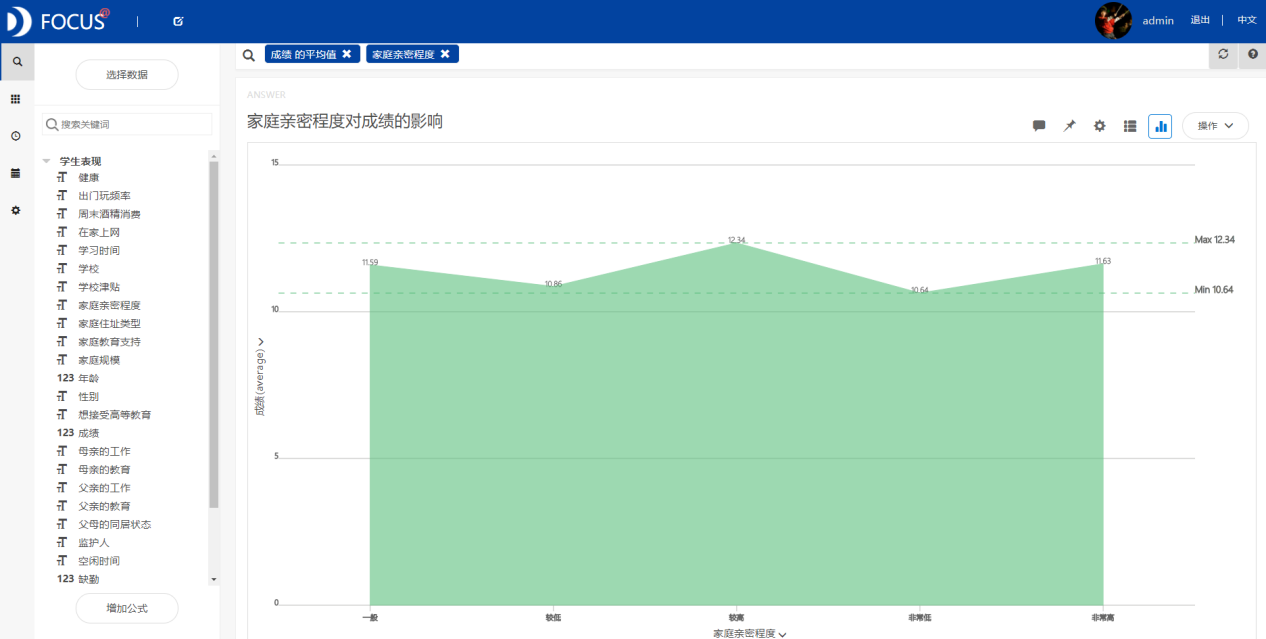 FOCUS@
admin 退出 | 中文
选择数据
搜索关键词
学生表现
健康
出门玩频率
周末酒精消费
在家上网
学习时间
学校
学校津贴
家庭亲密程度
家庭住址类型
家庭教育支持
家庭规模
123 年龄
性别
想接受高等教育
123 成绩
母亲的工作
母亲的教育
父亲的工作
父亲的教育
父母的同居状态
监护人
空闲时间
123 缺勤
增加公式
成绩 的平均值 ✖ 家庭亲密程度 ✖
ANSWER
家庭亲密程度对成绩的影响
操作
15
10
5
0
成绩(average)
11.59
10.86
12.34
10.64
11.63
Max 12.34
Min 10.64
一般
较低
较高
非常低
非常高
家庭亲密程度